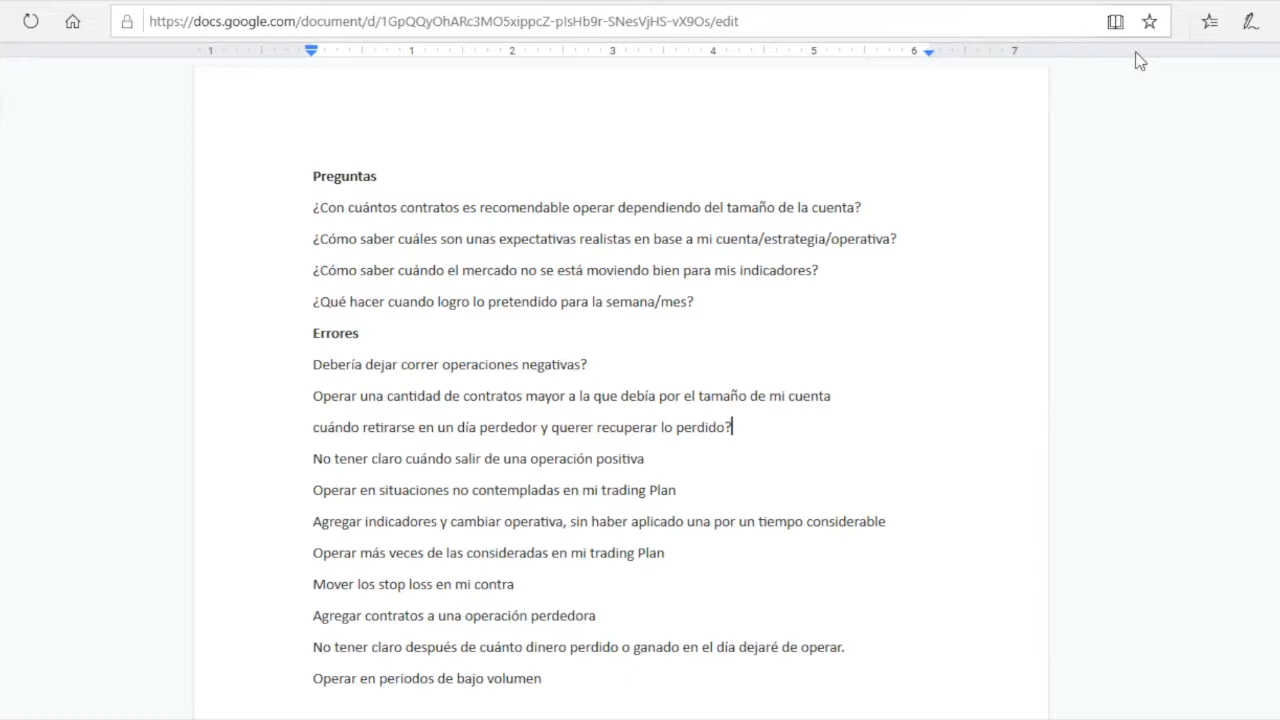 https://docs.google.com/document/d/1GpQQyOhARc3MO5xippcZ-pIsHb9r-SNesVjHS-vX9Os/edit
1 1 2 3 4 5 6 7
Preguntas
¿Con cuántos contratos es recomendable operar dependiendo del tamaño de la cuenta?
¿Cómo saber cuáles son unas expectativas realistas en base a mi cuenta/estrategia/operativa?
¿Cómo saber cuándo el mercado no se está moviendo bien para mis indicadores?
¿Qué hacer cuando logro lo pretendido para la semana/mes?
Errores
Debería dejar correr operaciones negativas?
Operar una cantidad de contratos mayor a la que debía por el tamaño de mi cuenta
cuándo retirarse en un día perdedor y querer recuperar lo perdido?
No tener claro cuándo salir de una operación positiva
Operar en situaciones no contempladas en mi trading Plan
Agregar indicadores y cambiar operativa, sin haber aplicado una por un tiempo considerable
Operar más veces de las consideradas en mi trading Plan
Mover los stop loss en mi contra
Agregar contratos a una operación perdedora
No tener claro después de cuánto dinero perdido o ganado en el día dejaré de operar.
Operar en periodos de bajo volumen